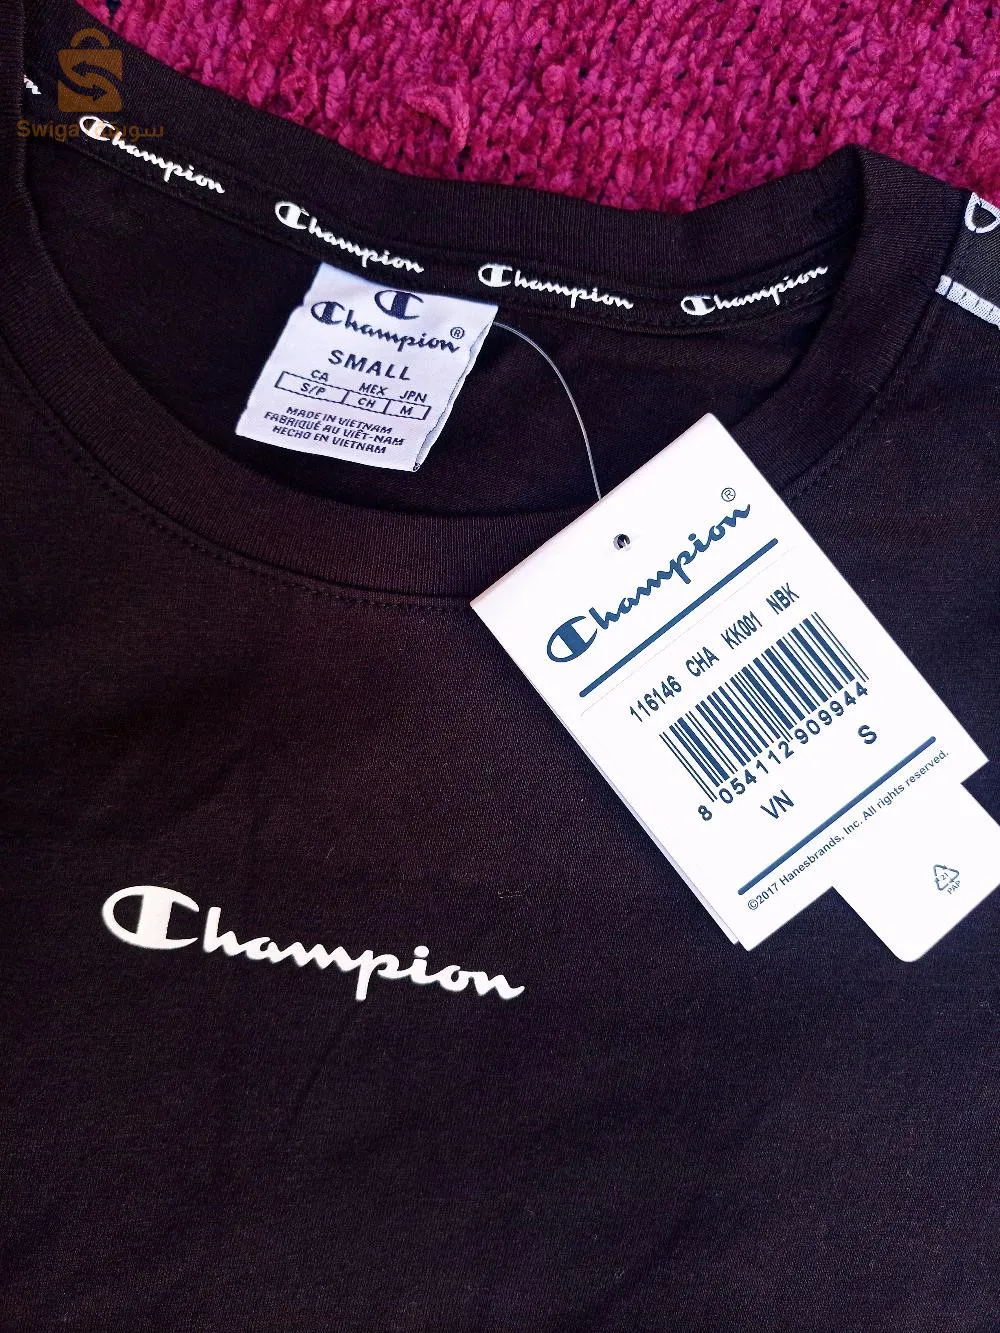 Swiga سويقة
Champion
Champion
Champion
Champion
Champion®
SMALL
CA MEX JPN
S/P CH M
MADE IN VIETNAM
FABRIQUÉ AU VIÊT-NAM
HECHO EN VIETNAM
Champion®
116146 CHA KK001 NBK
8 054112 909944
VN S
©2017 Hanesbrands, Inc. All rights reserved.
21
PAP
Champion